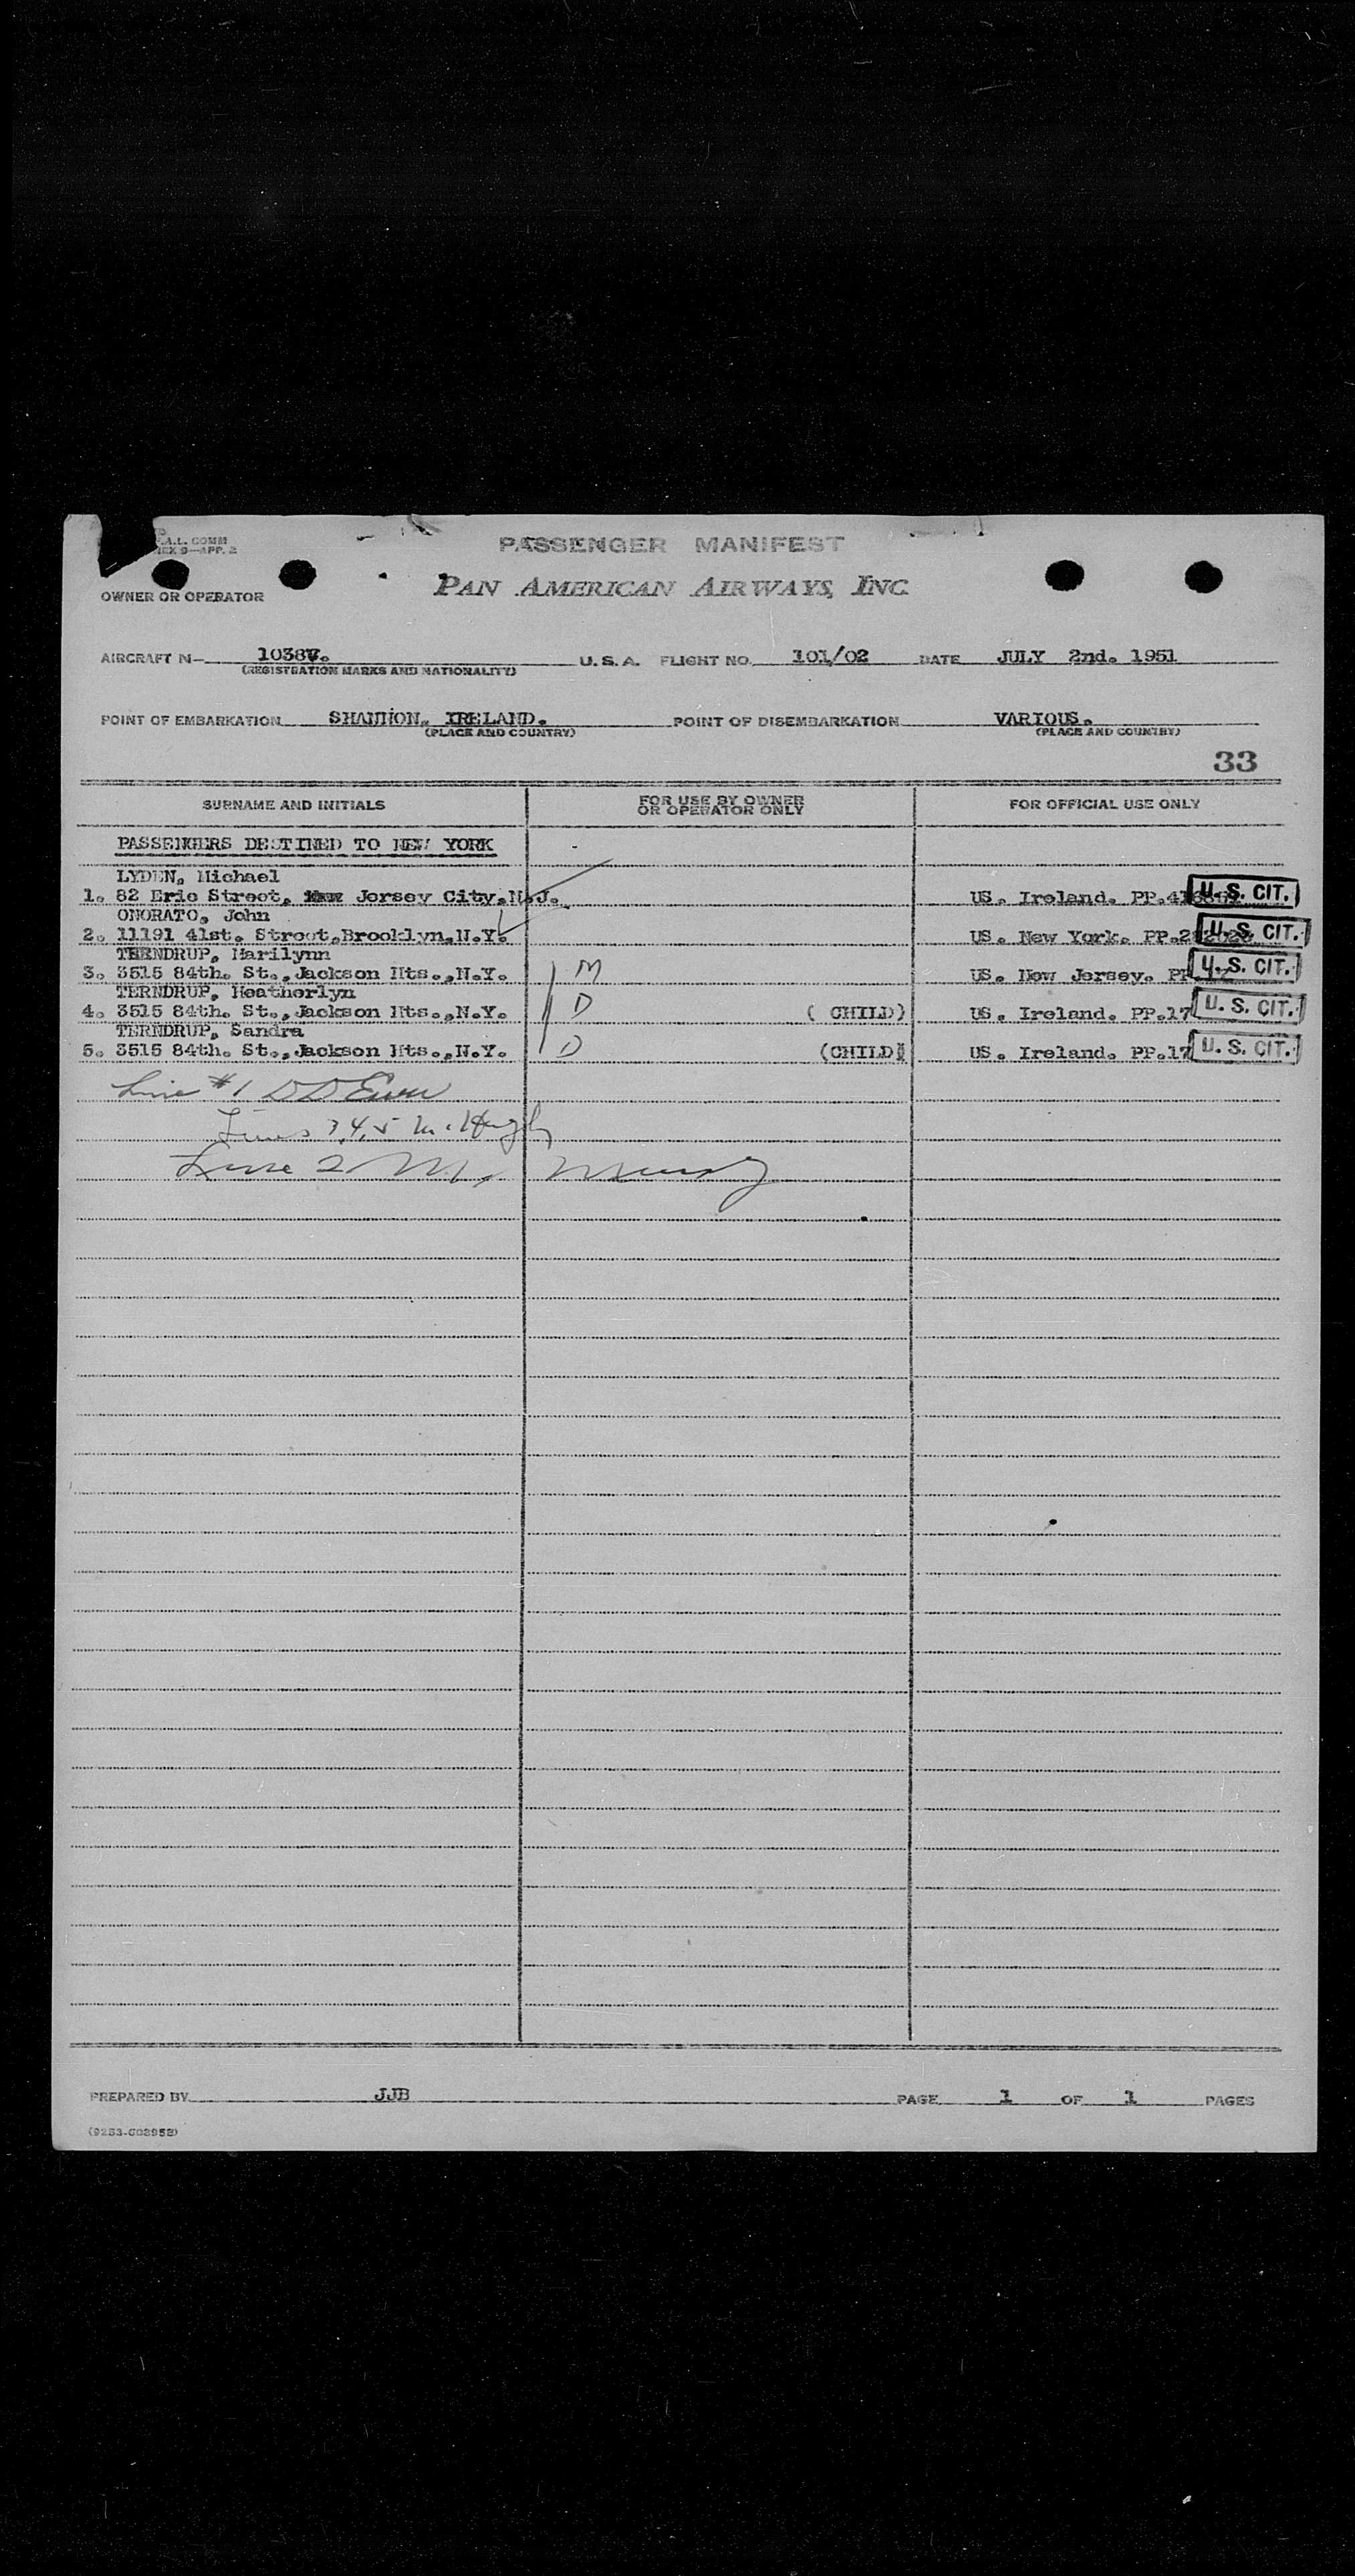 A.L. COMM
EX 9—APP. 2
PASSENGER MANIFEST
PAN AMERICAN AIRWAYS, INC.
OWNER OR OPERATOR
AIRCRAFT N— 1038V. U. S. A. FLIGHT NO. 101/02 DATE JULY 2nd. 1951
(REGISTRATION MARKS AND NATIONALITY)
POINT OF EMBARKATION SHANNON. IRELAND. POINT OF DISEMBARKATION VARIOUS.
(PLACE AND COUNTRY) (PLACE AND COUNTRY)
33
SURNAME AND INITIALS FOR USE BY OWNER OR OPERATOR ONLY FOR OFFICIAL USE ONLY
PASSENGERS DESTINED TO NEW YORK
LYDEN, Michael
1. 82 Erie Street, Jersey City,N.J. US. Ireland. U.S. CIT.
ONORATO, John
2. 11191 41st. Street,Brooklyn,N.Y. US. New York. U.S. CIT.
TERNDRUP, Marilynn
3. 3515 84th. St.,Jackson Hts.,N.Y. M US. New Jersey. U.S. CIT.
TERNDRUP, Heatherlyn
4. 3515 84th. St.,Jackson Hts.,N.Y. D ( CHILD) US. Ireland. PP.17 U.S. CIT.
TERNDRUP, Sandra
5. 3515 84th. St.,Jackson Hts.,N.Y. D (CHILD) US. Ireland. PP.17 U.S. CIT.
Line #1
Lines 3,4,5
Line 2
PREPARED BY JJB PAGE 1 OF 1 PAGES